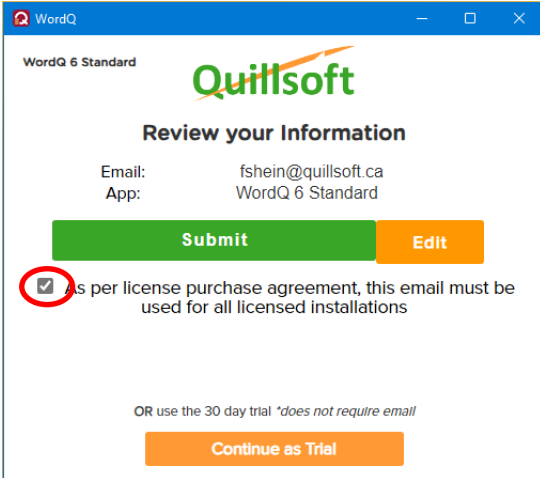 WordQ
WordQ 6 Standard
Quillsoft
Review your Information
Email: fshein@quillsoft.ca
App: WordQ 6 Standard
Submit Edit
As per license purchase agreement, this email must be
used for all licensed installations
OR use the 30 day trial *does not require email
Continue as Trial